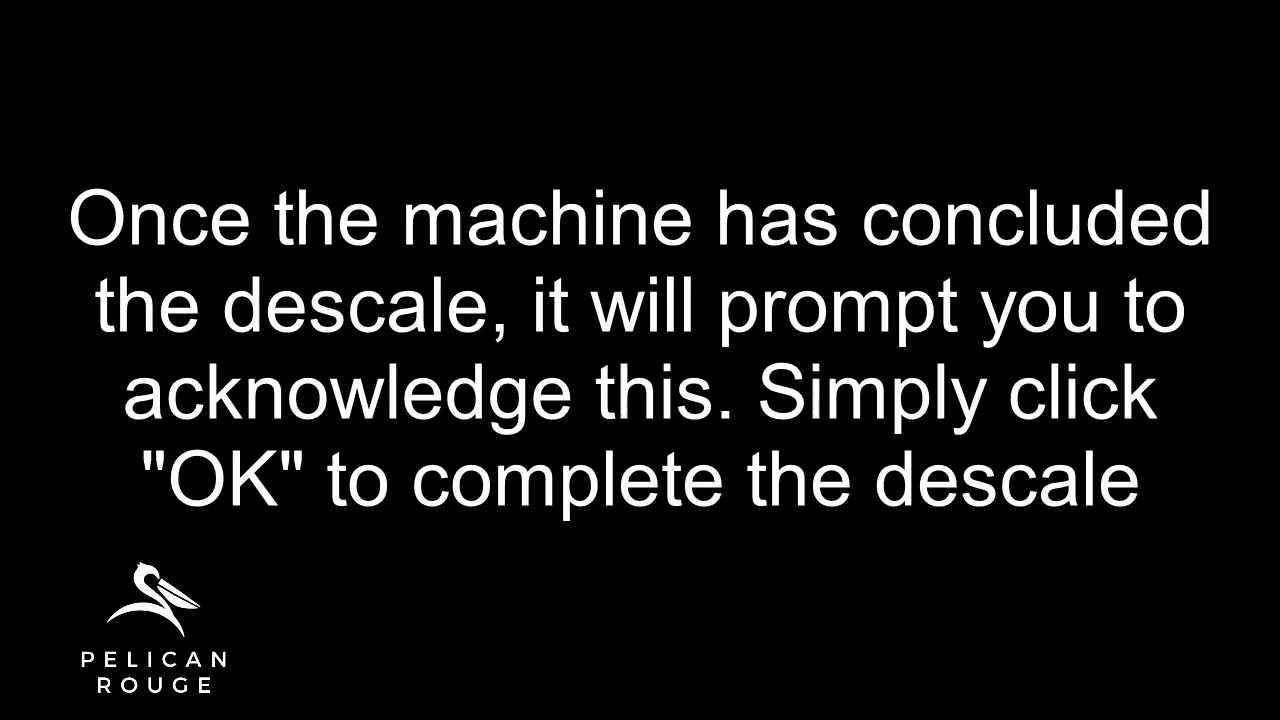 Once the machine has concluded
the descale, it will prompt you to
acknowledge this. Simply click
"OK" to complete the descale
PELICAN
ROUGE